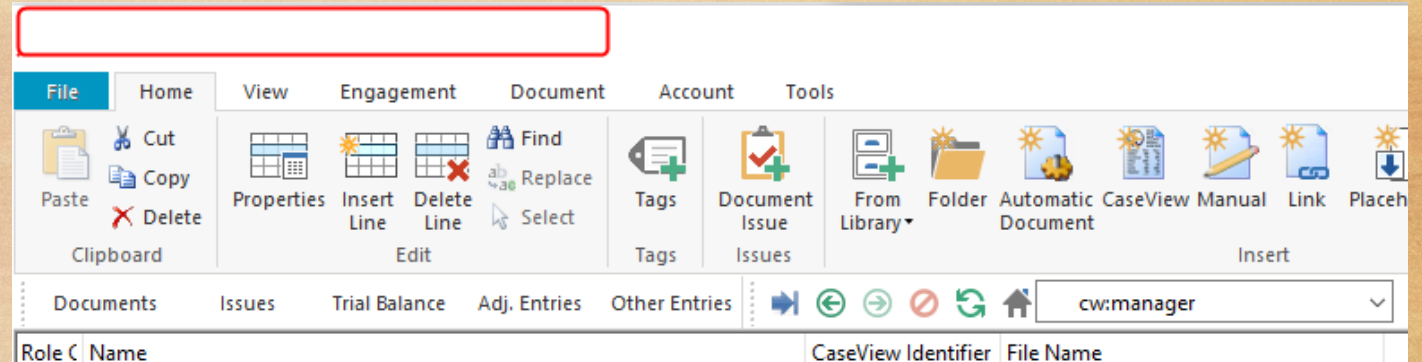 File Home View Engagement Document Account Tools
Cut Find
Copy Replace
Paste Properties Insert Delete Tags Document From Folder Automatic CaseView Manual Link
Delete Line Line Select Issue Library Document
Clipboard Edit Tags Issues Insert
Documents Issues Trial Balance Adj. Entries Other Entries cw:manager
Role Name CaseView Identifier File Name